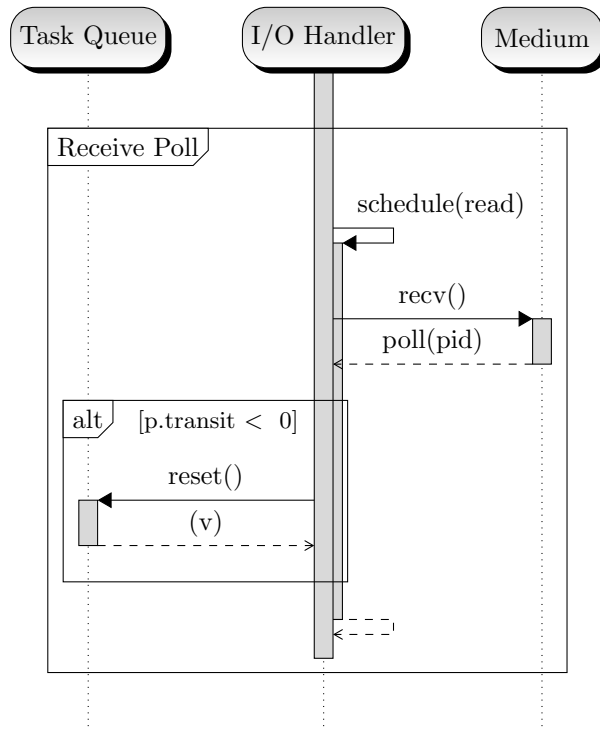 Task Queue
I/O Handler
Medium
Receive Poll
schedule(read)
recv()
poll(pid)
alt
[p.transit < 0]
reset()
(v)